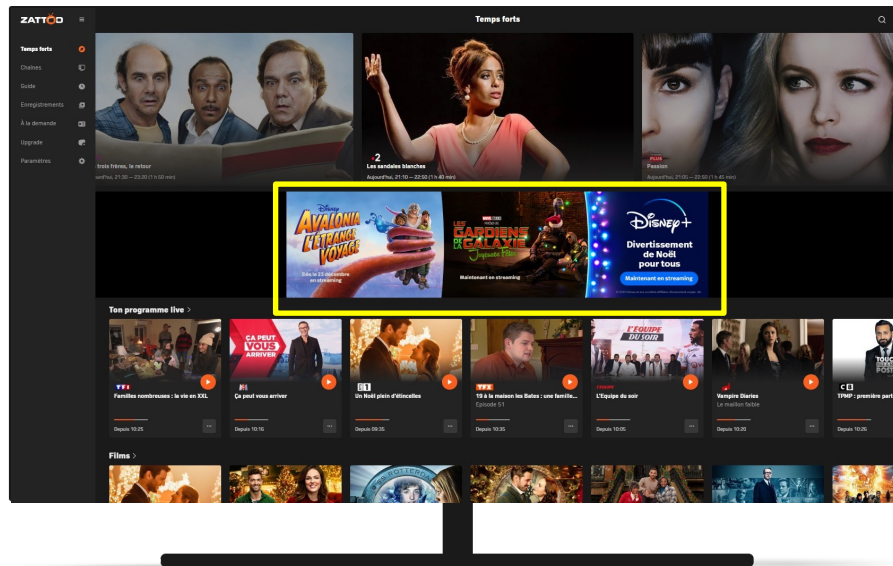 ZATTOO
Temps forts
Temps forts
Chaînes
Guide
Enregistrements
À la demande
Upgrade
Paramètres
trois frères, le retour
Aujourd'hui, 21:30 — 23:20 (1 h 50 min)
•2
Les sandales blanches
Aujourd'hui, 21:10 — 22:50 (1 h 40 min)
Passion
Aujourd'hui, 21:05 — 22:50 (1 h 45 min)
Disney
AVALONIA
L'ÉTRANGE
VOYAGE
Dès le 23 décembre
en streaming
LES
GARDIENS
DE LA GALAXIE
Joyeuses Fêtes
Maintenant en streaming
Disney+
Divertissement
de Noël
pour tous
Maintenant en streaming
Ton programme live >
TF1
Familles nombreuses : la vie en XXL
Depuis 10:25
ÇA PEUT
VOUS
ARRIVER
M6
Ça peut vous arriver
Depuis 10:16
Un Noël plein d'étincelles
Depuis 09:35
TFX
19 à la maison les Bates : une famille...
Episode 51
Depuis 10:35
L'EQUIPE
DU SOIR
L'Equipe du soir
Depuis 10:05
Vampire Diaries
Le maillon faible
Depuis 10:20
C8
TPMP : première part
Depuis 10:26
Films >